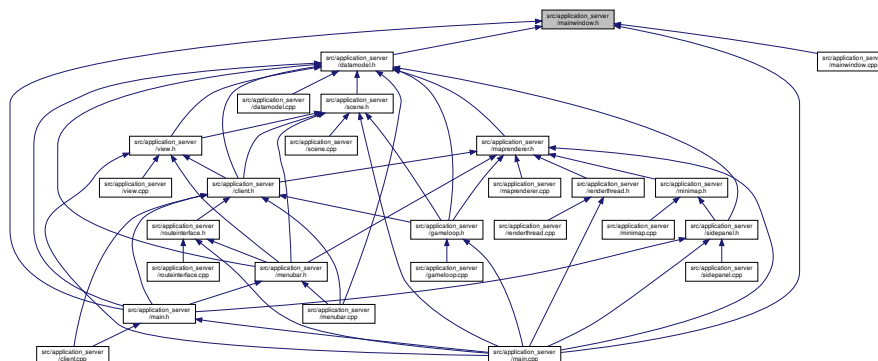 src/application_server
/mainwindow.h
src/application_server
/datamodel.h
src/application_serv
/mainwindow.cpp
src/application_server
/datamodel.cpp
src/application_server
/scene.h
src/application_server
/view.h
src/application_server
/scene.cpp
src/application_server
/maprenderer.h
src/application_server
/view.cpp
src/application_server
/client.h
src/application_server
/maprenderer.cpp
src/application_server
/renderthread.h
src/application_server
/minimap.h
src/application_server
/routeinterface.h
src/application_server
/gameloop.h
src/application_server
/renderthread.cpp
src/application_server
/minimap.cpp
src/application_server
/sidepanel.h
src/application_server
/routeinterface.cpp
src/application_server
/menubar.h
src/application_server
/gameloop.cpp
src/application_server
/sidepanel.cpp
src/application_server
/main.h
src/application_server
/menubar.cpp
src/application_server
/client.cpp
src/application_server
/main.cpp